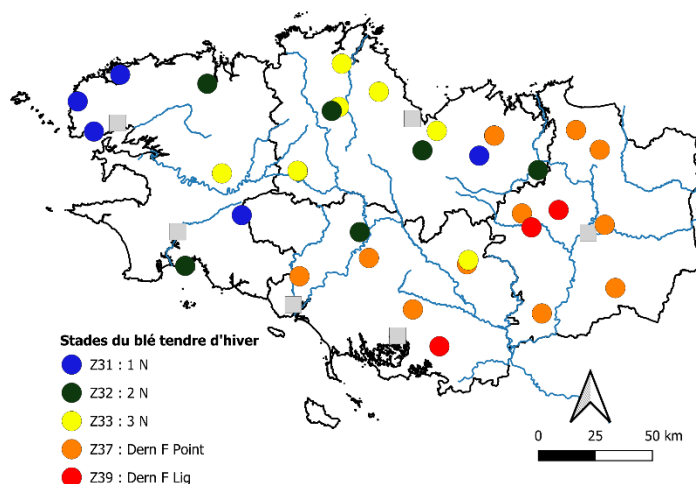 Stades du blé tendre d'hiver
Z31 : 1 N
Z32 : 2 N
Z33 : 3 N
Z37 : Dern F Point
Z39 : Dern F Lig
0 25 50 km